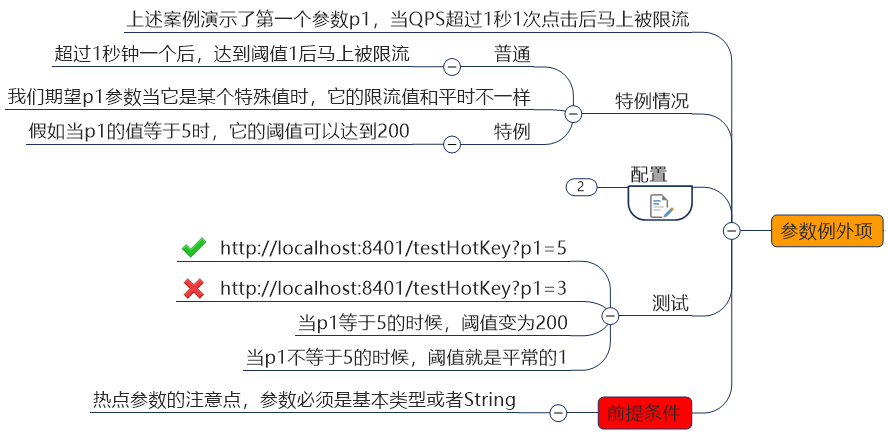 上述案例演示了第一个参数p1，当QPS超过1秒1次点击后马上被限流
超过1秒钟一个后，达到阈值1后马上被限流
普通
我们期望p1参数当它是某个特殊值时，它的限流值和平时不一样
特例情况
假如当p1的值等于5时，它的阈值可以达到200
特例
配置
2
参数例外项
http://localhost:8401/testHotKey?p1=5
http://localhost:8401/testHotKey?p1=3
测试
当p1等于5的时候，阈值变为200
当p1不等于5的时候，阈值就是平常的1
热点参数的注意点，参数必须是基本类型或者String
前提条件